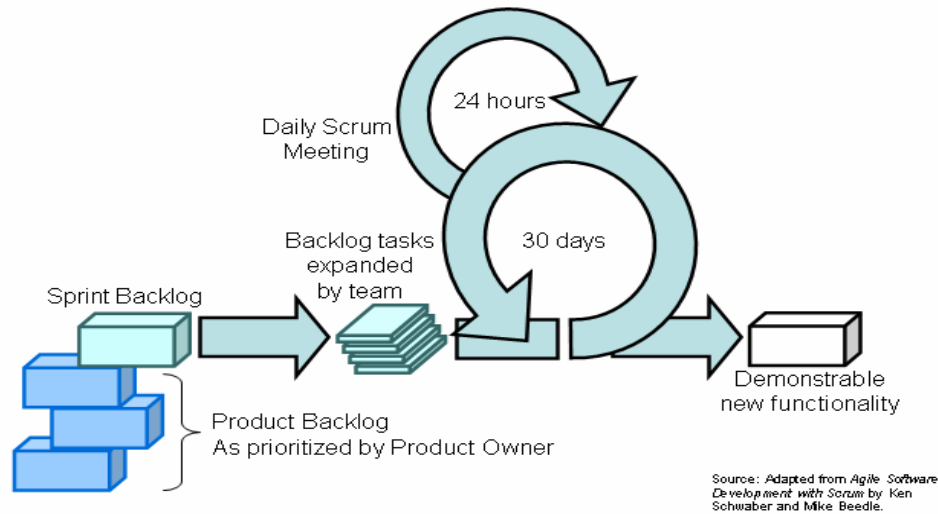 24 hours
Daily Scrum
Meeting
Backlog tasks
expanded
by team
30 days
Sprint Backlog
Demonstrable
new functionality
Product Backlog
As prioritized by Product Owner
Source: Adapted from Agile Software
Development with Scrum by Ken
Schwaber and Mike Beedle.